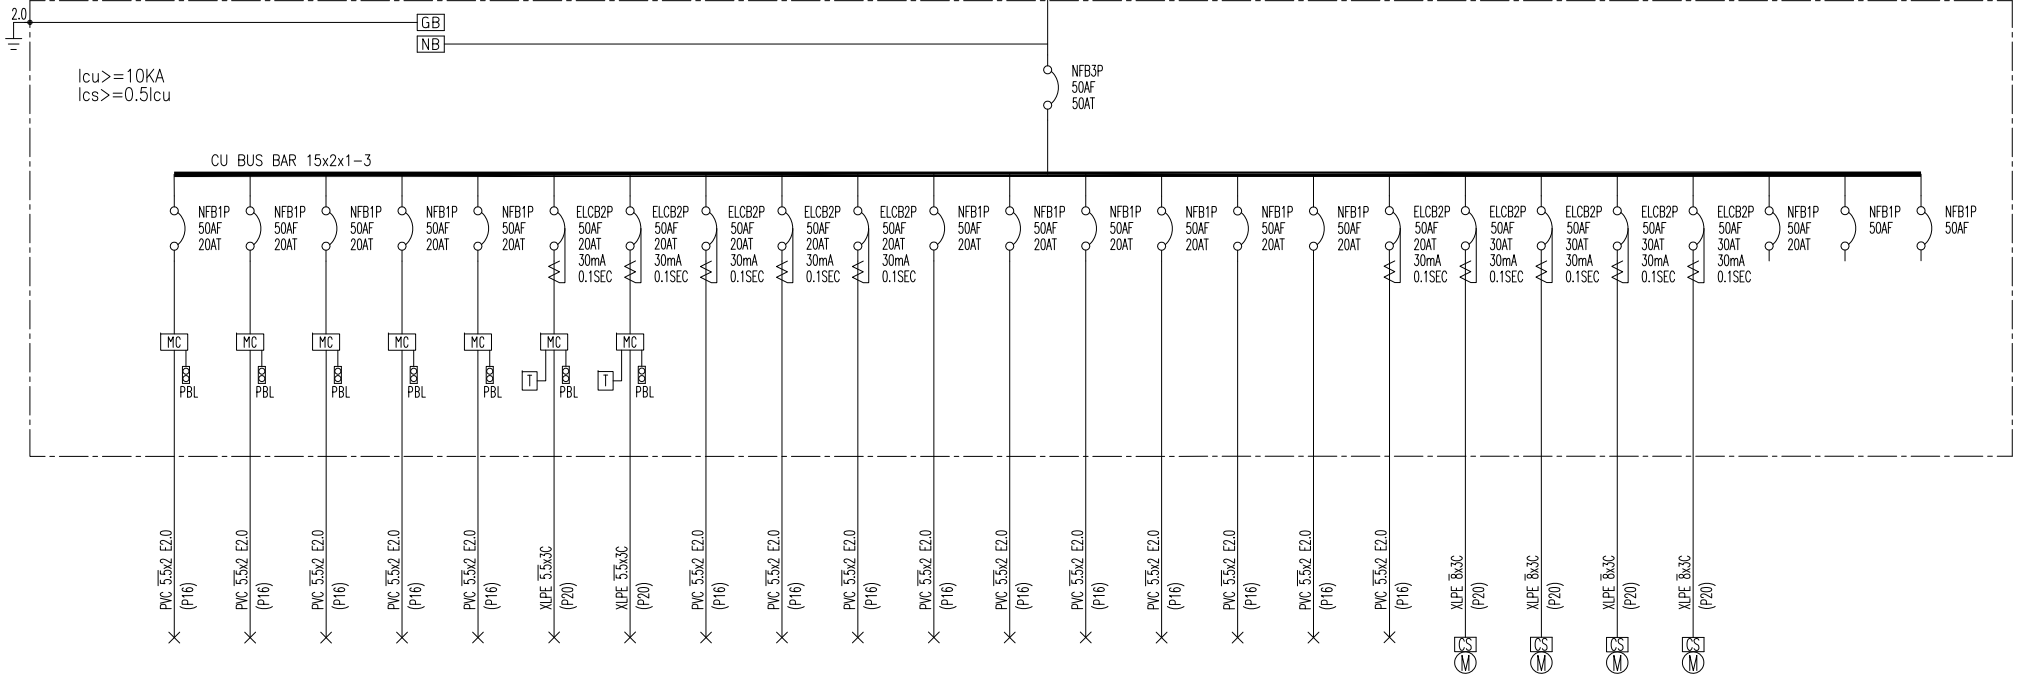 2.0
GB
NB
Icu>=10KA
Ics>=0.5Icu
NFB3P
50AF
50AT
CU BUS BAR 15x2x1-3
NFB1P NFB1P NFB1P NFB1P NFB1P ELCB2P ELCB2P ELCB2P ELCB2P ELCB2P NFB1P NFB1P NFB1P NFB1P NFB1P NFB1P ELCB2P ELCB2P ELCB2P ELCB2P ELCB2P NFB1P NFB1P NFB1P
50AF 50AF 50AF 50AF 50AF 50AF 50AF 50AF 50AF 50AF 50AF 50AF 50AF 50AF 50AF 50AF 50AF 50AF 50AF 50AF 50AF 50AF 50AF 50AF
20AT 20AT 20AT 20AT 20AT 20AT 20AT 20AT 20AT 20AT 20AT 20AT 20AT 20AT 20AT 20AT 20AT 30AT 30AT 30AT 30AT 20AT
30mA 30mA 30mA 30mA 30mA 30mA 30mA 30mA 30mA 30mA
0.1SEC 0.1SEC 0.1SEC 0.1SEC 0.1SEC 0.1SEC 0.1SEC 0.1SEC 0.1SEC 0.1SEC
MC MC MC MC MC MC MC
T T
PBL PBL PBL PBL PBL PBL PBL
PVC 5.5x2 E2.0
(P16)
PVC 5.5x2 E2.0
(P16)
PVC 5.5x2 E2.0
(P16)
PVC 5.5x2 E2.0
(P16)
PVC 5.5x2 E2.0
(P16)
XLPE 5.5x3C
(P20)
XLPE 5.5x3C
(P20)
PVC 5.5x2 E2.0
(P16)
PVC 5.5x2 E2.0
(P16)
PVC 5.5x2 E2.0
(P16)
PVC 5.5x2 E2.0
(P16)
PVC 5.5x2 E2.0
(P16)
PVC 5.5x2 E2.0
(P16)
PVC 5.5x2 E2.0
(P16)
PVC 5.5x2 E2.0
(P16)
PVC 5.5x2 E2.0
(P16)
PVC 5.5x2 E2.0
(P16)
XLPE 8x3C
(P20)
XLPE 8x3C
(P20)
XLPE 8x3C
(P20)
XLPE 8x3C
(P20)
CS CS CS CS
M M M M